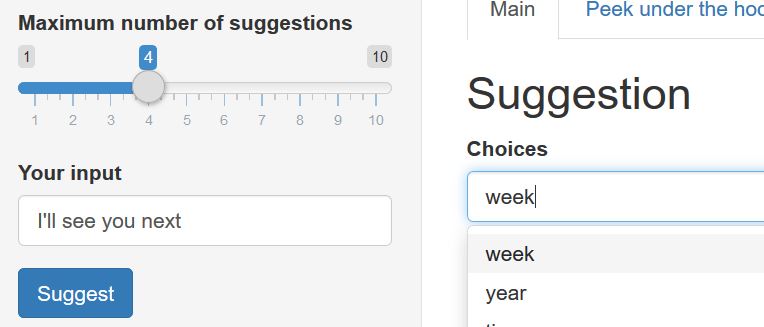 Maximum number of suggestions
1
4
10
1 2 3 4 5 6 7 8 9 10
Your input
I'll see you next
Suggest
Main
Peek under the hoo
Suggestion
Choices
week
week
year